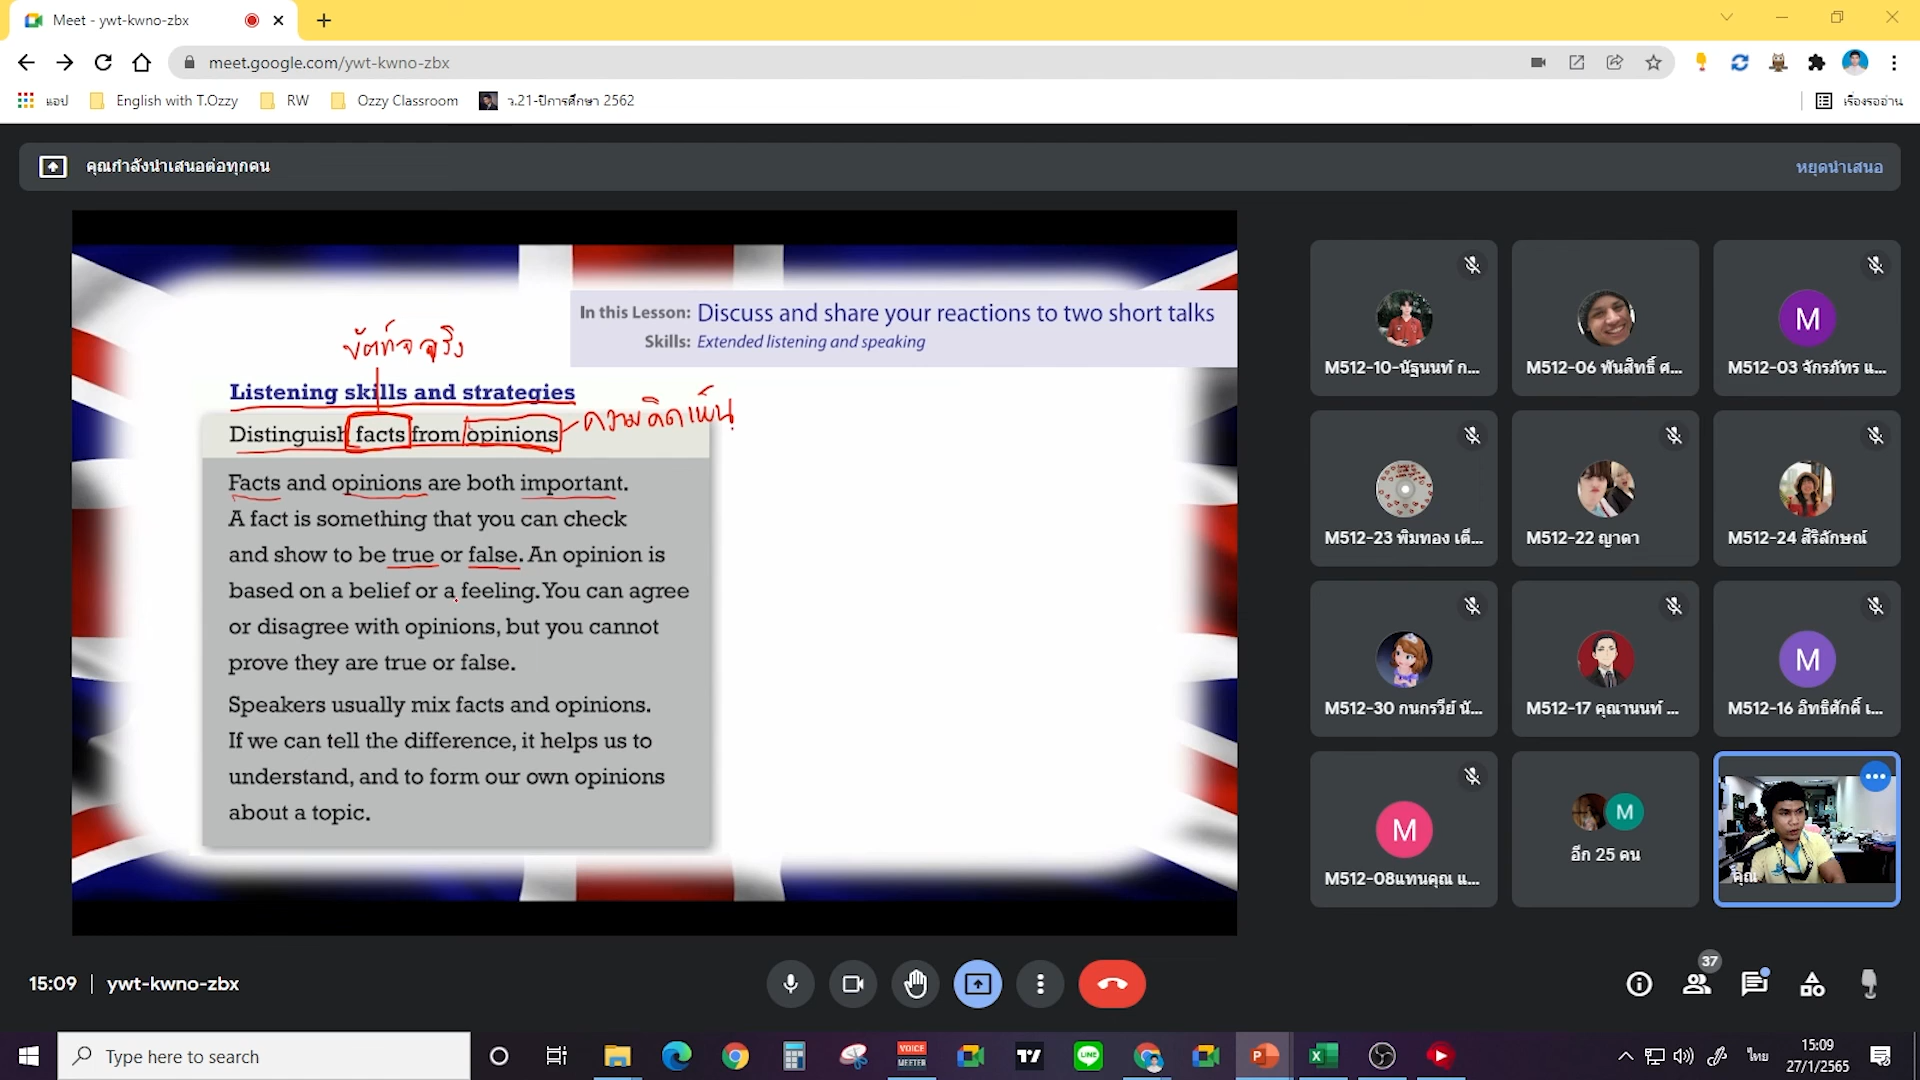 Meet - ywt-kwno-zbx
meet.google.com/ywt-kwno-zbx
แอป
English with T.Ozzy
RW
Ozzy Classroom
ว.21-ปีการศึกษา 2562
เรื่องรออ่าน
คุณกำลังนำเสนอต่อทุกคน
หยุดนำเสนอ
In this Lesson: Discuss and share your reactions to two short talks
Skills: Extended listening and speaking
Listening skills and strategies
ความคิดเห็น
Distinguish facts from opinions
Facts and opinions are both important.
A fact is something that you can check
and show to be true or false. An opinion is
based on a belief or a feeling. You can agree
or disagree with opinions, but you cannot
prove they are true or false.
Speakers usually mix facts and opinions.
If we can tell the difference, it helps us to
understand, and to form our own opinions
about a topic.
M512-10-นัฐนนท์ ก...
M512-06 พันสิทธิ์ ศ...
M
M512-03 จักรภัทร แ...
M512-23 พิมทอง เต็...
M512-22 ญาดา
M512-24 สิริลักษณ์
M512-30 กนกรวีย์ นั...
M512-17 คุณานนท์ ...
M
M512-16 อิทธิศักดิ์ เ...
M
M512-08แทนคุณ แ...
M
อีก 25 คน
คุณ
15:09 | ywt-kwno-zbx
37
Type here to search
VOICE
MEETER
LINE
ไทย
15:09
27/1/2565